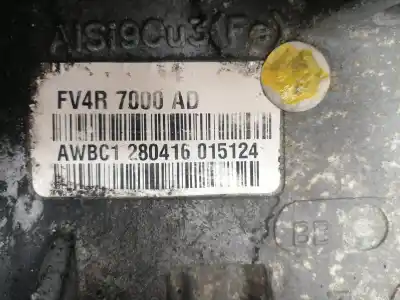 AlSi9Cu3(Fe)
FV4R 7000 AD
AWBC1 280416 015124
BE